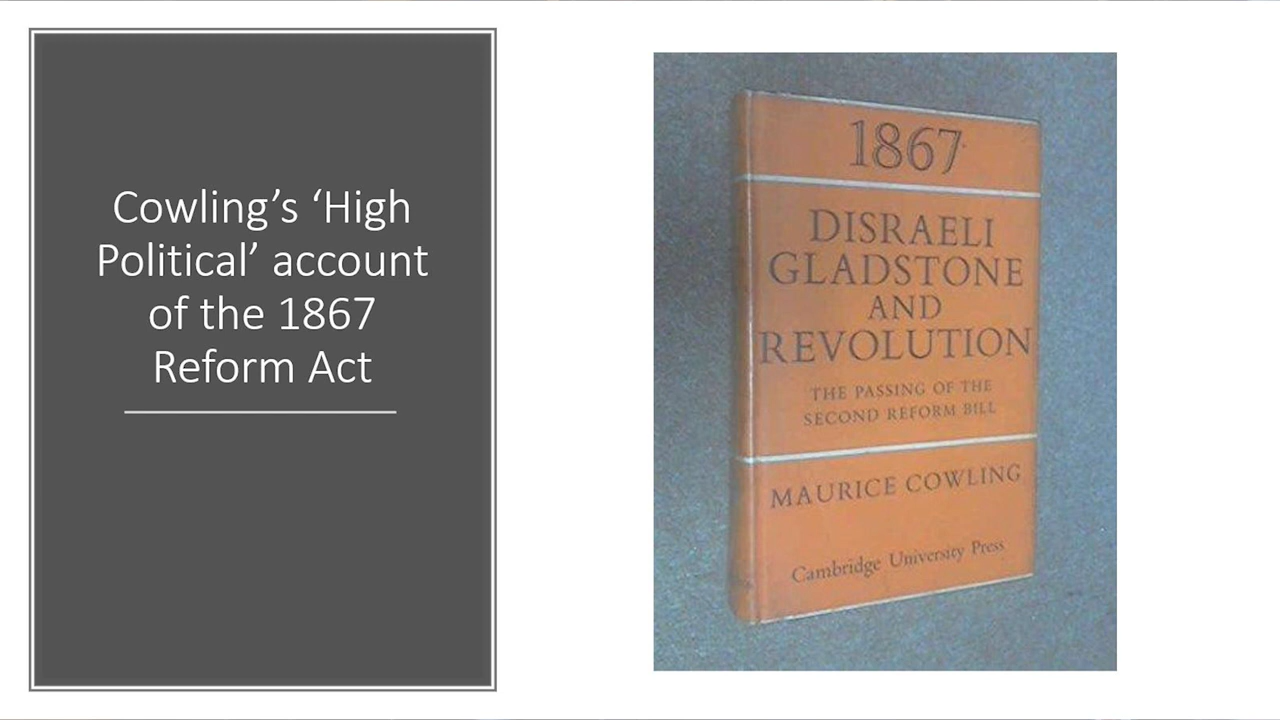 Cowling’s ‘High
Political’ account
of the 1867
Reform Act
1867
DISRAELI
GLADSTONE
AND
REVOLUTION
THE PASSING OF THE
SECOND REFORM BILL
MAURICE COWLING
Cambridge University Press